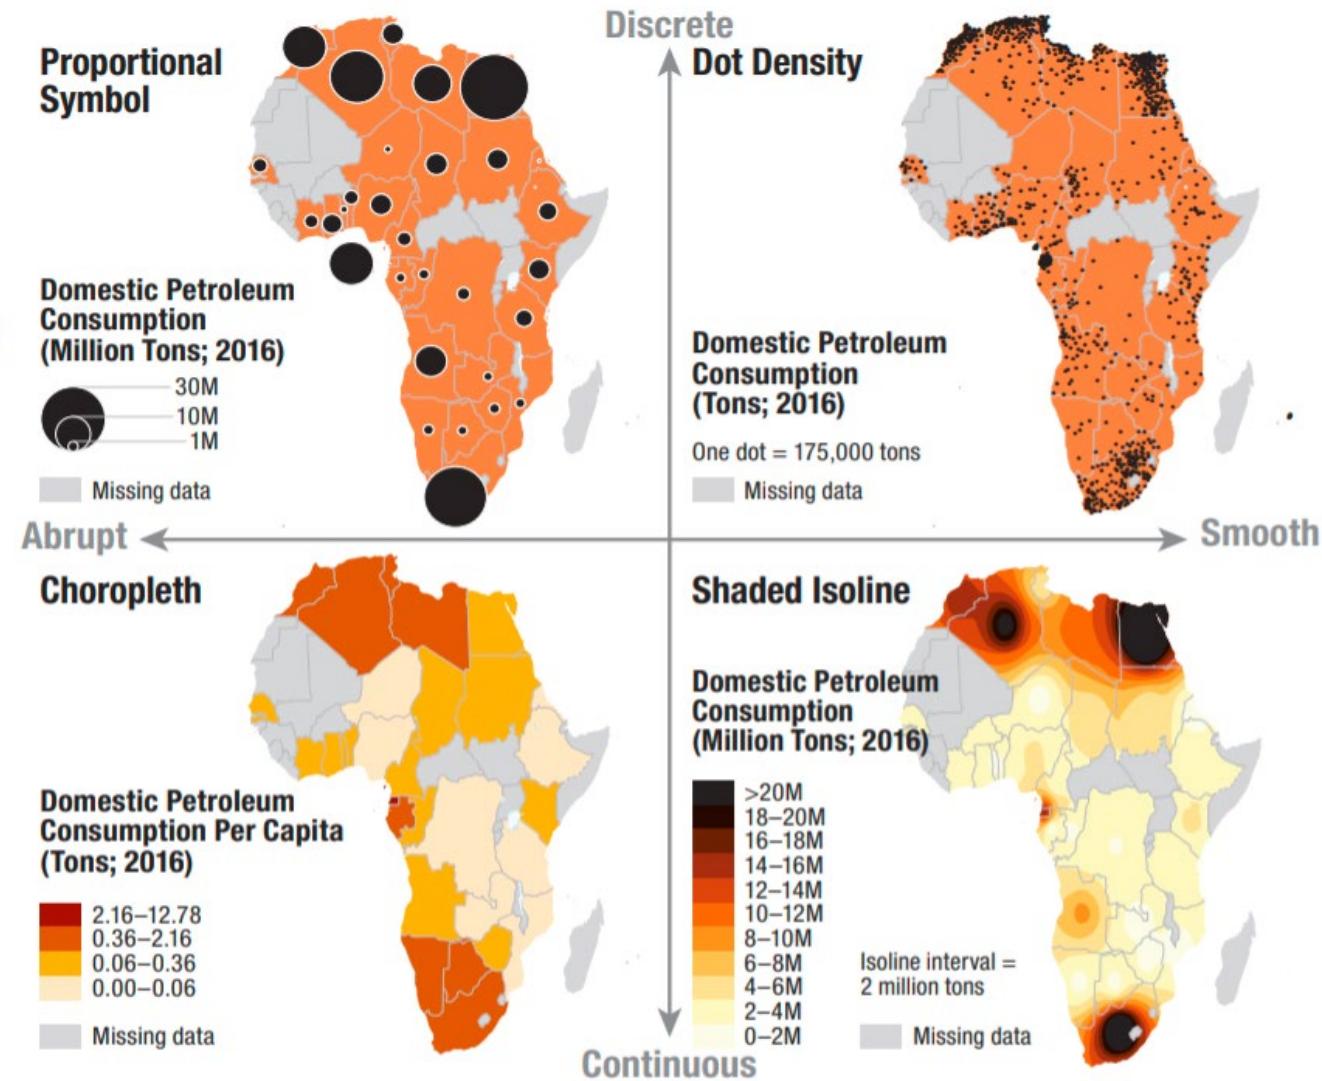 Discrete
Proportional
Symbol
Domestic Petroleum
Consumption
(Million Tons; 2016)
30M
10M
1M
Missing data
Dot Density
Domestic Petroleum
Consumption
(Tons; 2016)
One dot = 175,000 tons
Missing data
Abrupt
Smooth
Choropleth
Domestic Petroleum
Consumption Per Capita
(Tons; 2016)
2.16–12.78
0.36–2.16
0.06–0.36
0.00–0.06
Missing data
Shaded Isoline
Domestic Petroleum
Consumption
(Million Tons; 2016)
>20M
18–20M
16–18M
14–16M
12–14M
10–12M
8–10M
6–8M
4–6M
2–4M
0–2M
Isoline interval =
2 million tons
Missing data
Continuous